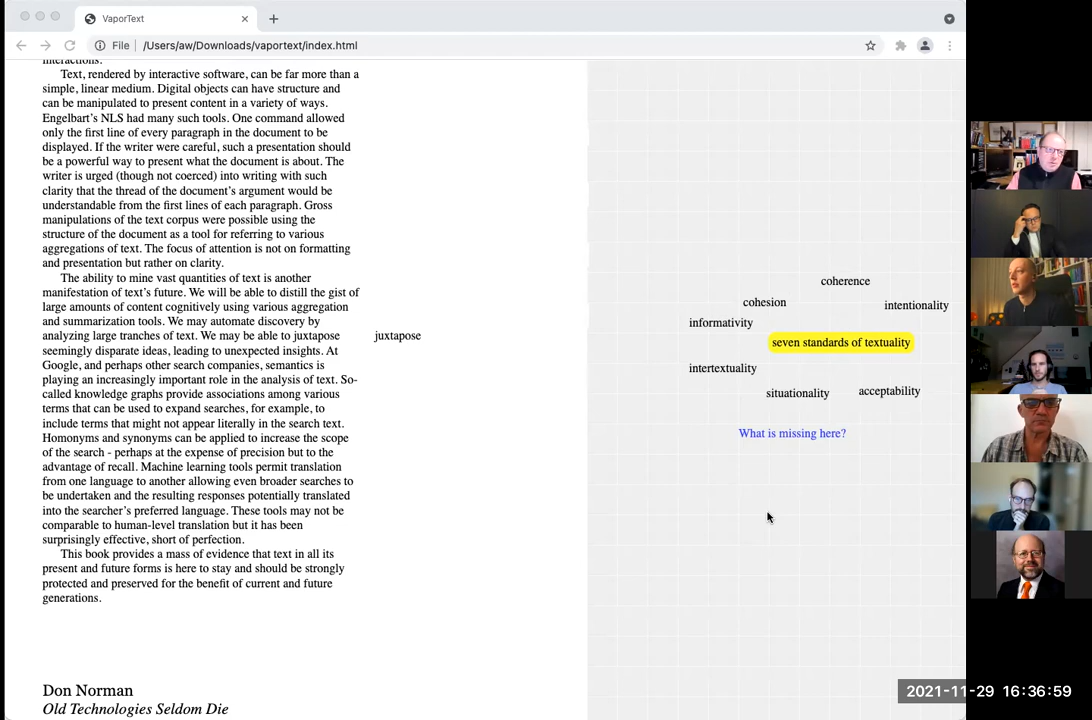 VaporText
File
/Users/aw/Downloads/vaportext/index.html
interactions.
Text, rendered by interactive software, can be far more than a
simple, linear medium. Digital objects can have structure and
can be manipulated to present content in a variety of ways.
Engelbart's NLS had many such tools. One command allowed
only the first line of every paragraph in the document to be
displayed. If the writer were careful, such a presentation should
be a powerful way to present what the document is about. The
writer is urged (though not coerced) into writing with such
clarity that the thread of the document's argument would be
understandable from the first lines of each paragraph. Gross
manipulations of the text corpus were possible using the
structure of the document as a tool for referring to various
aggregations of text. The focus of attention is not on formatting
and presentation but rather on clarity.
The ability to mine vast quantities of text is another
manifestation of text's future. We will be able to distill the gist of
large amounts of content cognitively using various aggregation
and summarization tools. We may automate discovery by
analyzing large tranches of text. We may be able to juxtapose
seemingly disparate ideas, leading to unexpected insights. At
Google, and perhaps other search companies, semantics is
playing an increasingly important role in the analysis of text. So-
called knowledge graphs provide associations among various
terms that can be used to expand searches, for example, to
include terms that might not appear literally in the search text.
Homonyms and synonyms can be applied to increase the scope
of the search - perhaps at the expense of precision but to the
advantage of recall. Machine learning tools permit translation
from one language to another allowing even broader searches to
be undertaken and the resulting responses potentially translated
into the searcher's preferred language. These tools may not be
comparable to human-level translation but it has been
surprisingly effective, short of perfection.
This book provides a mass of evidence that text in all its
present and future forms is here to stay and should be strongly
protected and preserved for the benefit of current and future
generations.
Don Norman
Old Technologies Seldom Die
juxtapose
coherence
cohesion
intentionality
informativity
seven standards of textuality
intertextuality
situationality
acceptability
What is missing here?
2021-11-29 16:36:59